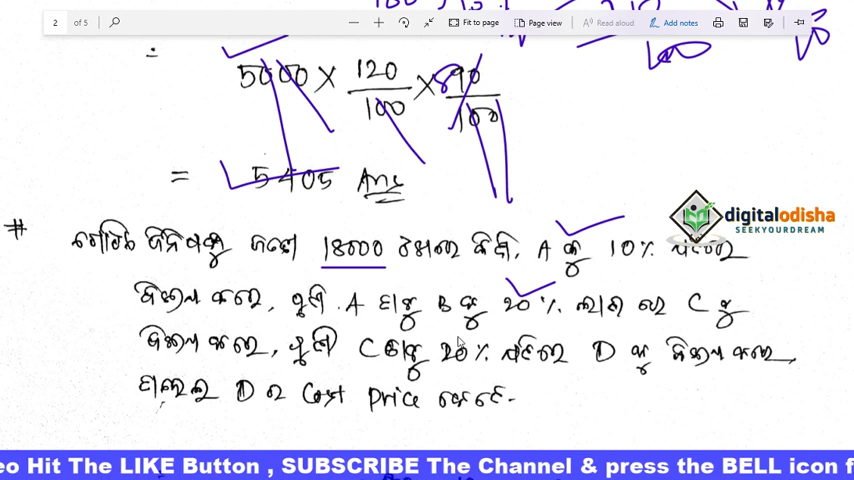 2 of 5 Fit to page Page view Read aloud Add notes
5000 × 120/100 × 90/100
= 5405 Ans
digitalodisha
SEEKYOURDREAM
# ଗୋଟିଏ ଜିନିଷକୁ ଜଣେ 18000 ଟଙ୍କାରେ କିଣି, A କୁ 10% କ୍ଷତିରେ
ବିକ୍ରୟ କଲେ, ପୁଣି A ତାକୁ B କୁ 20% ଲାଭ ରେ C କୁ
ବିକ୍ରୟ କଲେ, ପୁଣି C ତାକୁ 20% କ୍ଷତିରେ D କୁ ବିକ୍ରୟ କଲେ,
ତାହେଲେ D ର Cost Price କେତେ.
eo Hit The LIKE Button , SUBSCRIBE The Channel & press the BELL icon f